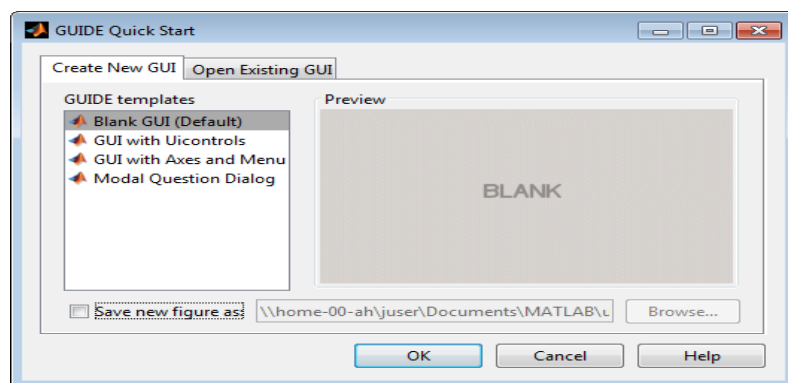 GUIDE Quick Start
Create New GUI
Open Existing GUI
GUIDE templates
Blank GUI (Default)
GUI with Uicontrols
GUI with Axes and Menu
Modal Question Dialog
Preview
BLANK
Save new figure as:
\\home-00-ah\juser\Documents\MATLAB\u
Browse...
OK
Cancel
Help